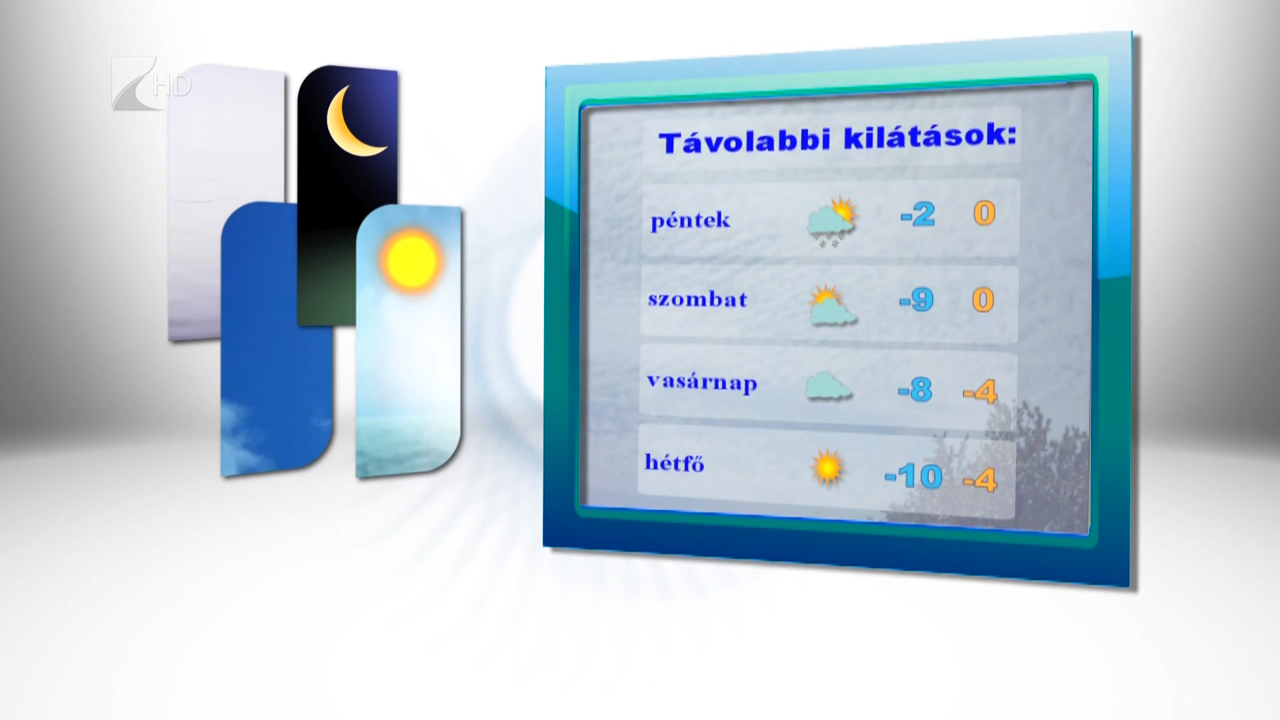 HD
Távolabbi kilátások:
péntek -2 0
szombat -9 0
vasárnap -8 -4
hétfő -10 -4